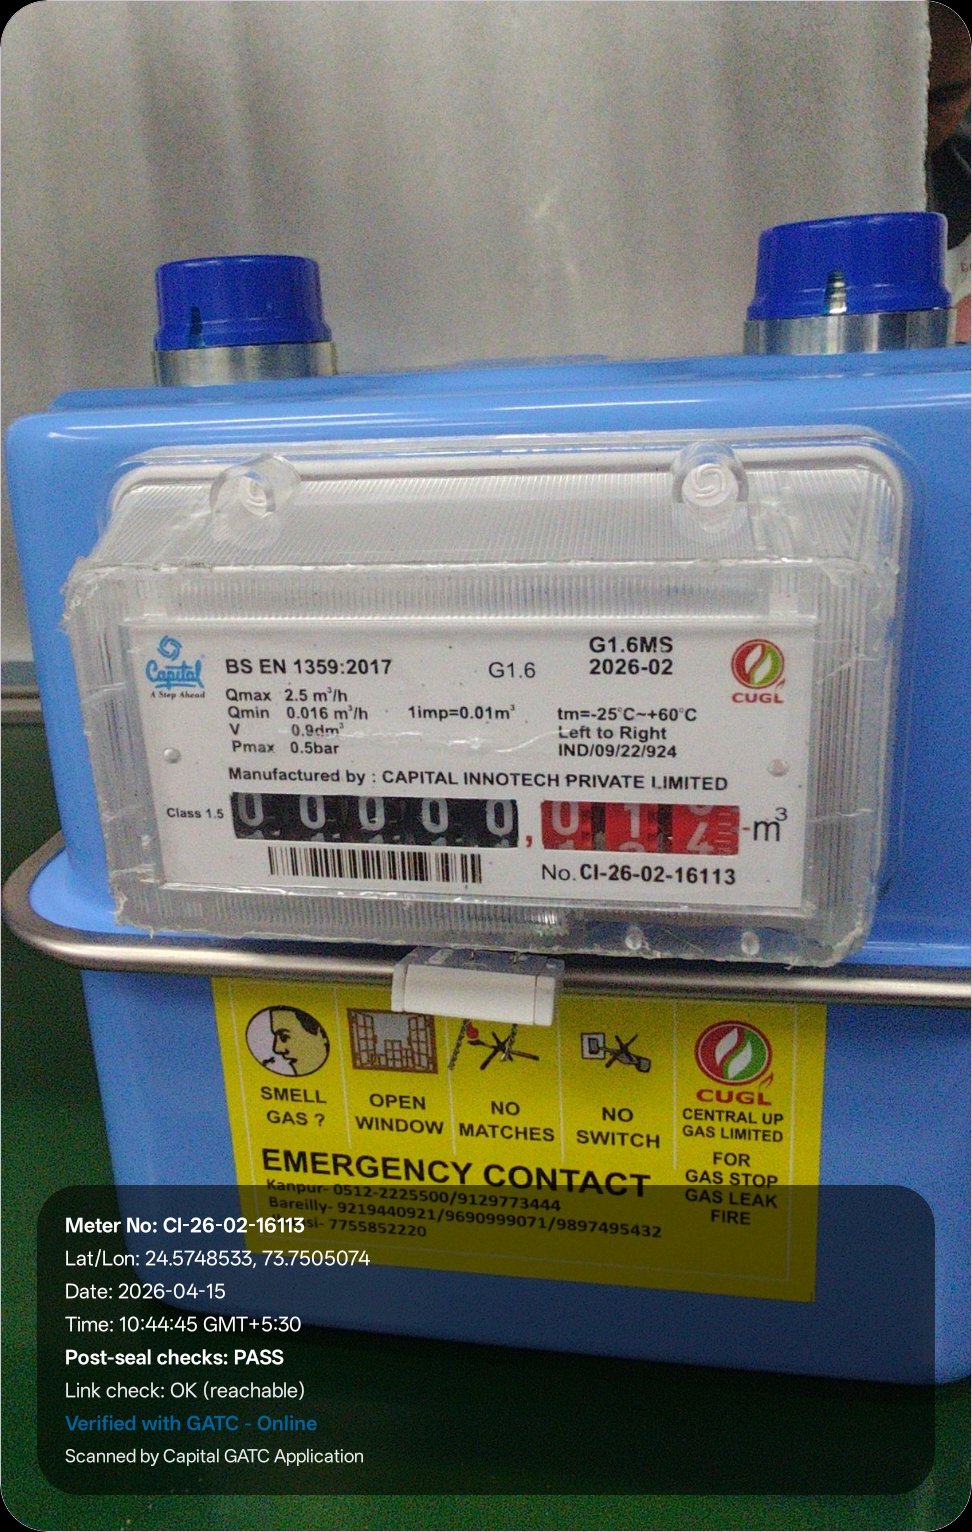 Capital
A Step Ahead
BS EN 1359:2017
G1.6
G1.6MS
2026-02
CUGL
Qmax 2.5 m³/h
Qmin 0.016 m³/h 1imp=0.01m³ tm=-25°C~+60°C
V 0.9dm³ Left to Right
Pmax 0.5bar IND/09/22/924
Manufactured by : CAPITAL INNOTECH PRIVATE LIMITED
Class 1.5
0 0 0 0 0 , 0 1 m³
No. CI-26-02-16113
SMELL GAS ?
OPEN WINDOW
NO MATCHES
NO SWITCH
CUGL
CENTRAL UP
GAS LIMITED
FOR
GAS STOP
GAS LEAK
FIRE
EMERGENCY CONTACT
Kanpur- 0512-2225500/9129773444
Bareilly- 9219440921/9690999071/9897495432
7755852220
Meter No: CI-26-02-16113
Lat/Lon: 24.5748533, 73.7505074
Date: 2026-04-15
Time: 10:44:45 GMT+5:30
Post-seal checks: PASS
Link check: OK (reachable)
Verified with GATC - Online
Scanned by Capital GATC Application